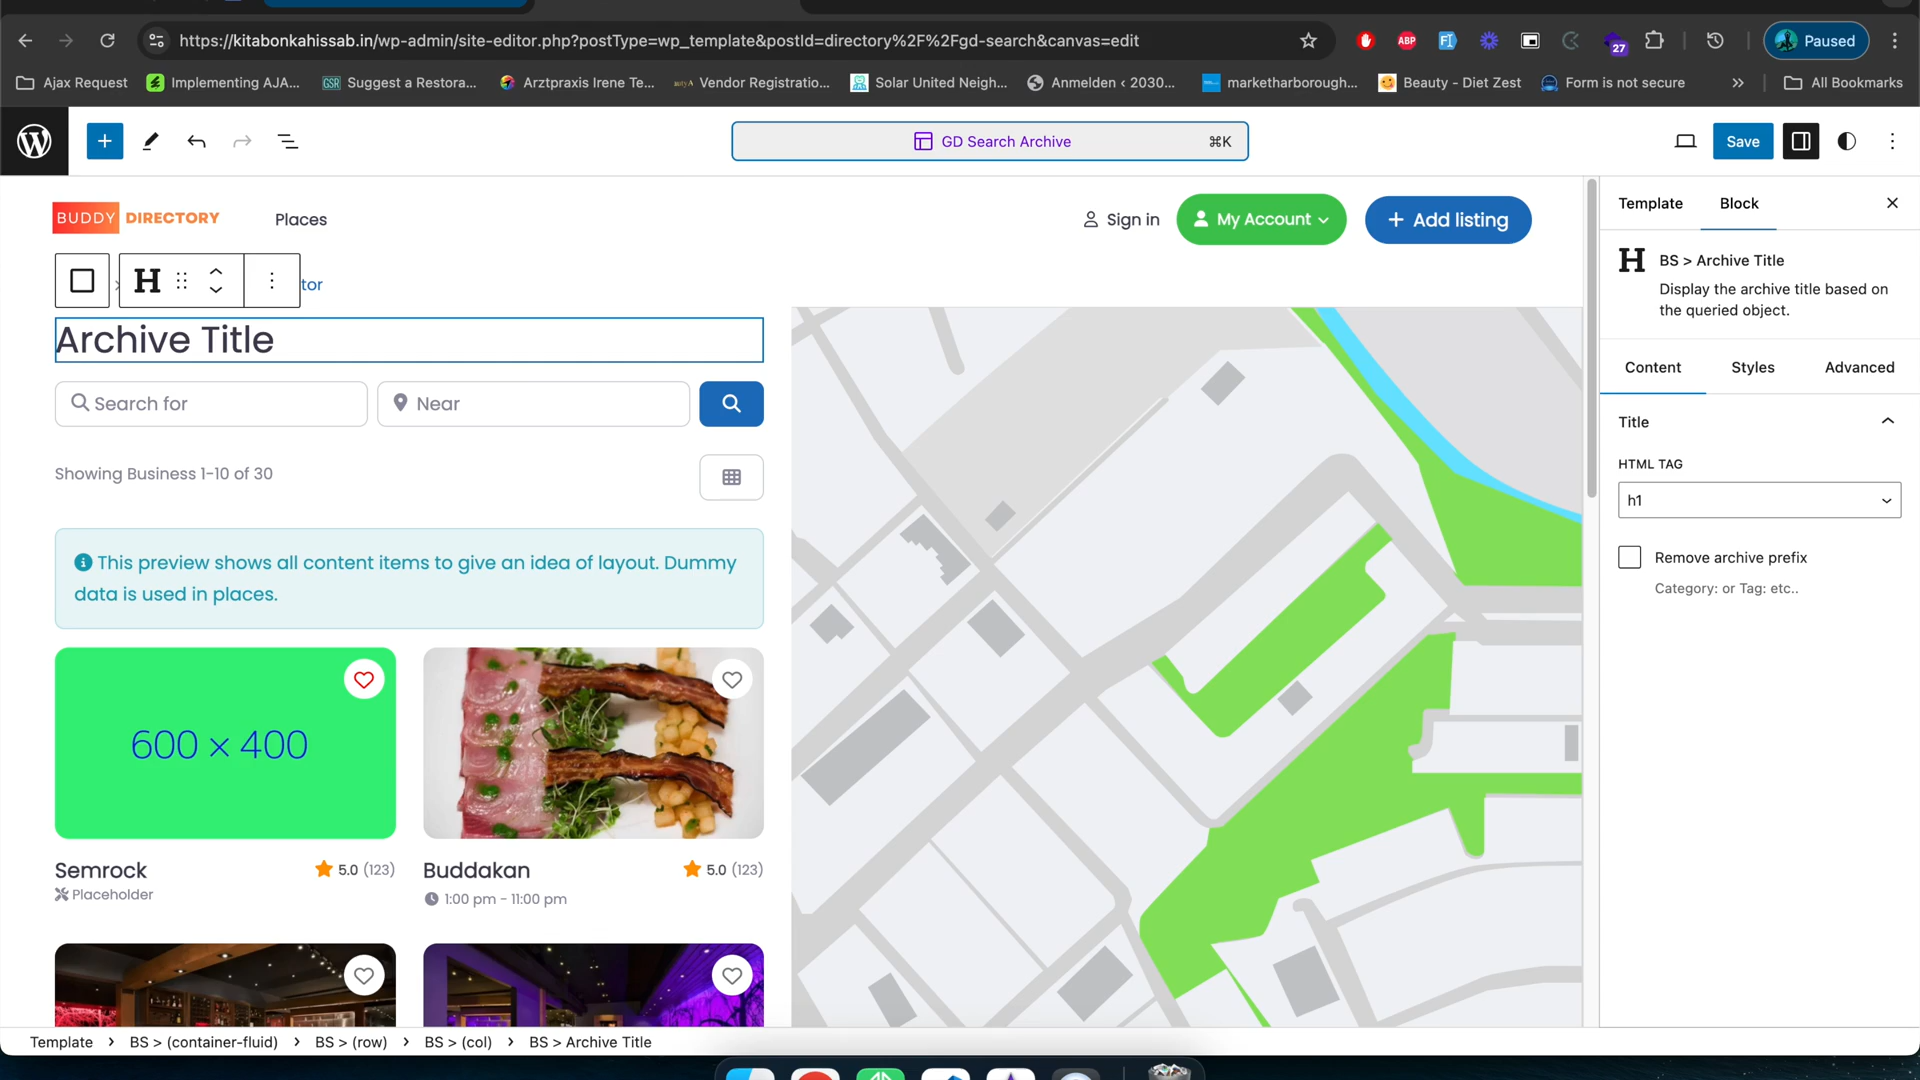 https://kitabonkahissab.in/wp-admin/site-editor.php?postType=wp_template&postId=directory%2F%2Fgd-search&canvas=edit
ABP
27
Paused
Ajax Request
Implementing AJA...
GSR
Suggest a Restora...
Arztpraxis Irene Te...
Vendor Registratio...
Solar United Neigh...
Anmelden ‹ 2030...
marketharborough...
Beauty - Diet Zest
Form is not secure
»
All Bookmarks
GD Search Archive
⌘K
Save
BUDDY DIRECTORY
Places
Sign in
My Account
+ Add listing
H
tor
Archive Title
Search for
Near
Showing Business 1-10 of 30
This preview shows all content items to give an idea of layout. Dummy
data is used in places.
600 × 400
Semrock
5.0 (123)
Placeholder
Buddakan
5.0 (123)
1:00 pm - 11:00 pm
Template
Block
H
BS > Archive Title
Display the archive title based on
the queried object.
Content
Styles
Advanced
Title
HTML TAG
h1
Remove archive prefix
Category: or Tag: etc..
Template › BS > (container-fluid) › BS > (row) › BS > (col) › BS > Archive Title